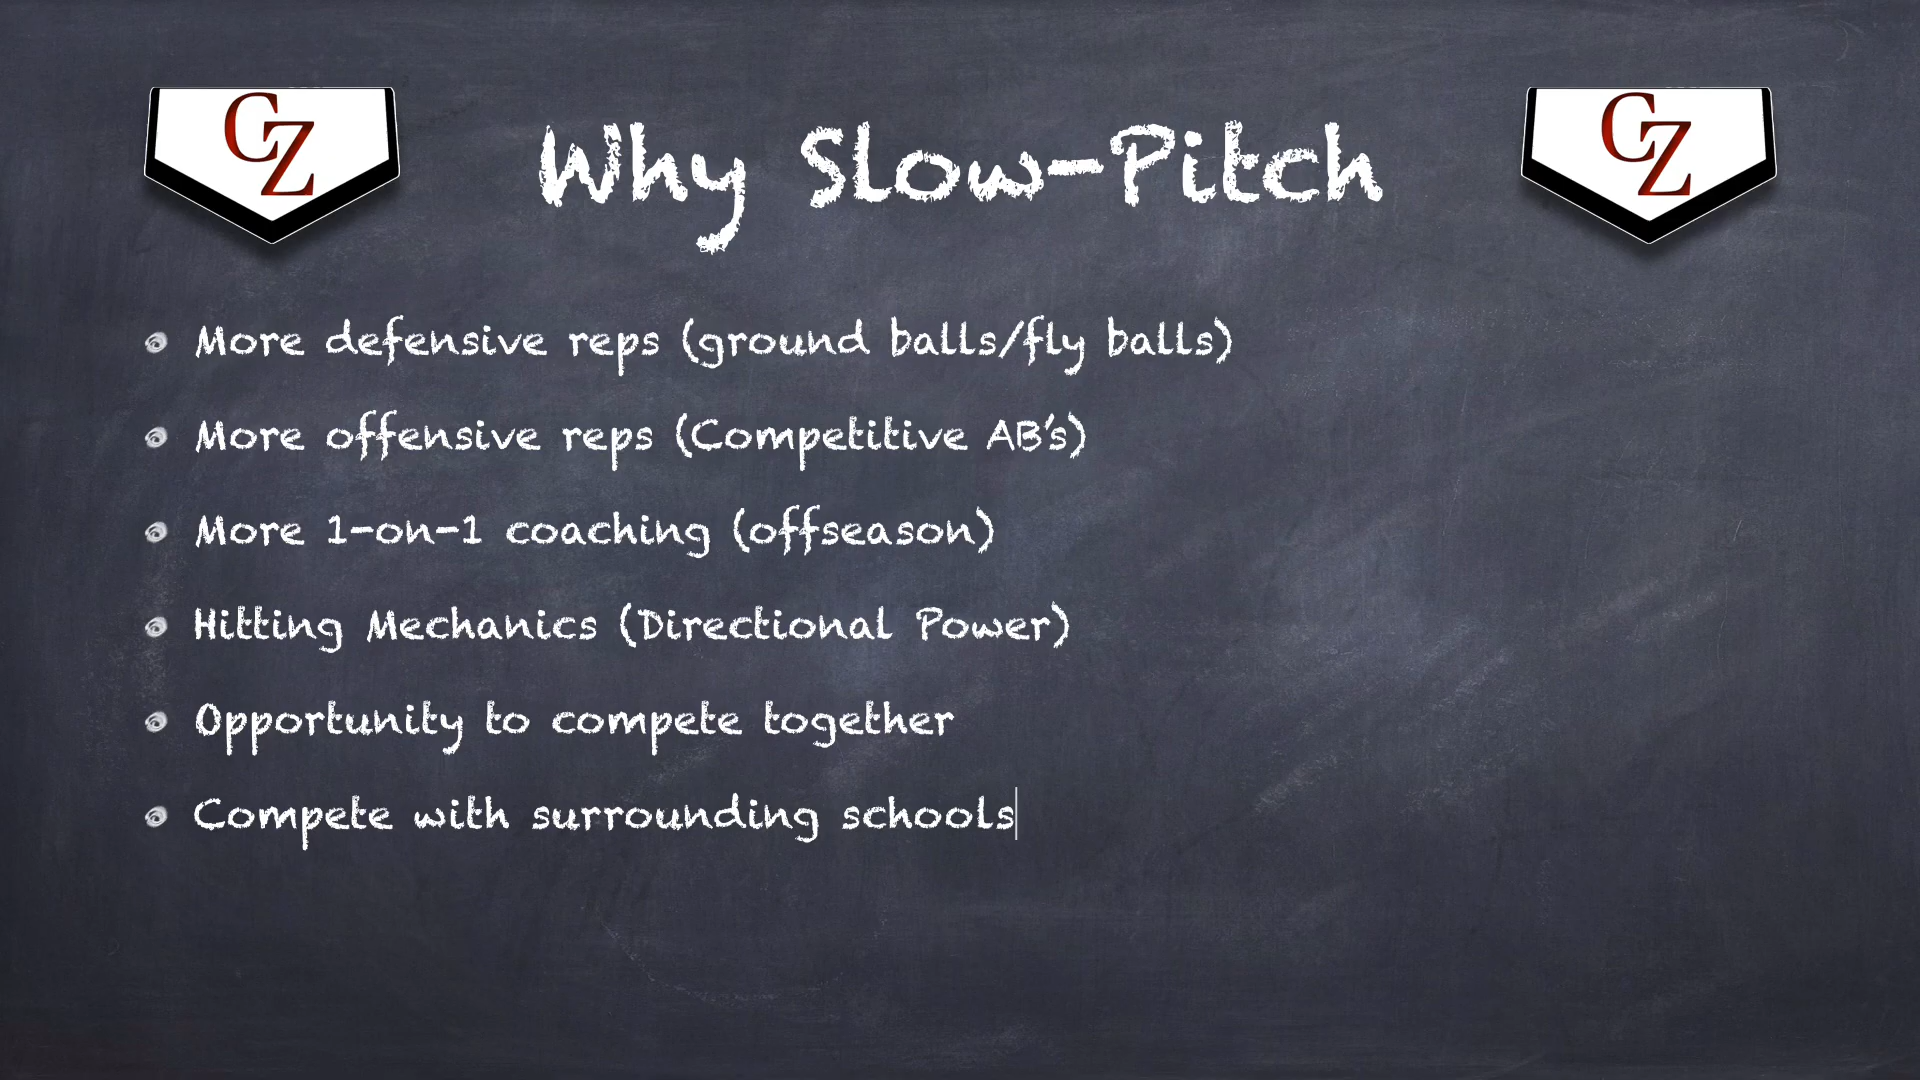 CZ
Why Slow-Pitch
CZ
More defensive reps (ground balls/fly balls)
More offensive reps (Competitive AB's)
More 1-on-1 coaching (offseason)
Hitting Mechanics (Directional Power)
Opportunity to compete together
Compete with surrounding schools